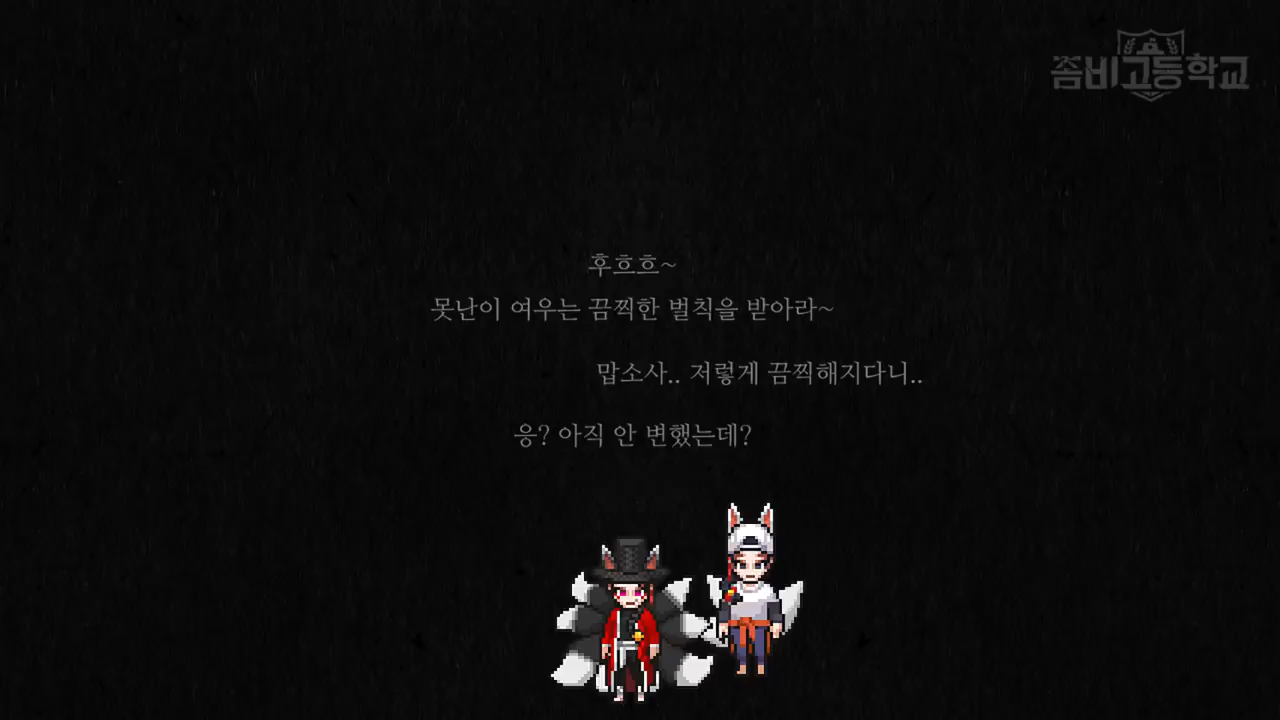 좀비고등학교
후흐흐~
못난이 여우는 끔찍한 벌칙을 받아라~
맙소사.. 저렇게 끔찍해지다니..
응? 아직 안 변했는데?